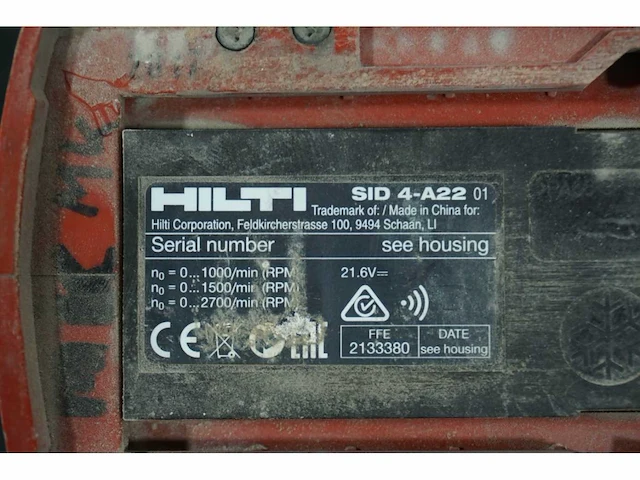 HILTI SID 4-A22 01
Trademark of: / Made in China for:
Hilti Corporation, Feldkircherstrasse 100, 9494 Schaan, LI
Serial number see housing
n0 = 0...1000/min (RPM) 21.6V
n0 = 0...1500/min (RPM)
n0 = 0...2700/min (RPM)
CE EAC
FFE DATE
2133380 see housing